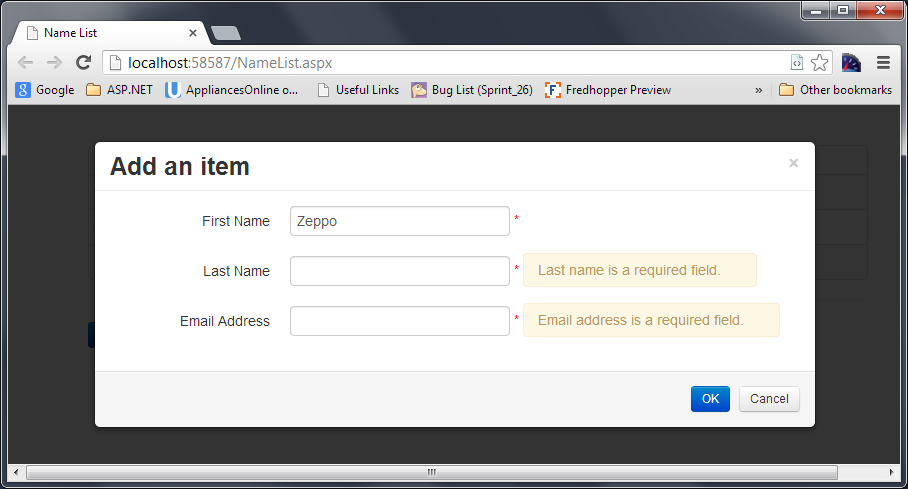 Name List
localhost:58587/NameList.aspx
Google ASP.NET AppliancesOnline o... Useful Links Bug List (Sprint_26) Fredhopper Preview » Other bookmarks
Add an item ×
First Name Zeppo *
Last Name * Last name is a required field.
Email Address * Email address is a required field.
OK Cancel